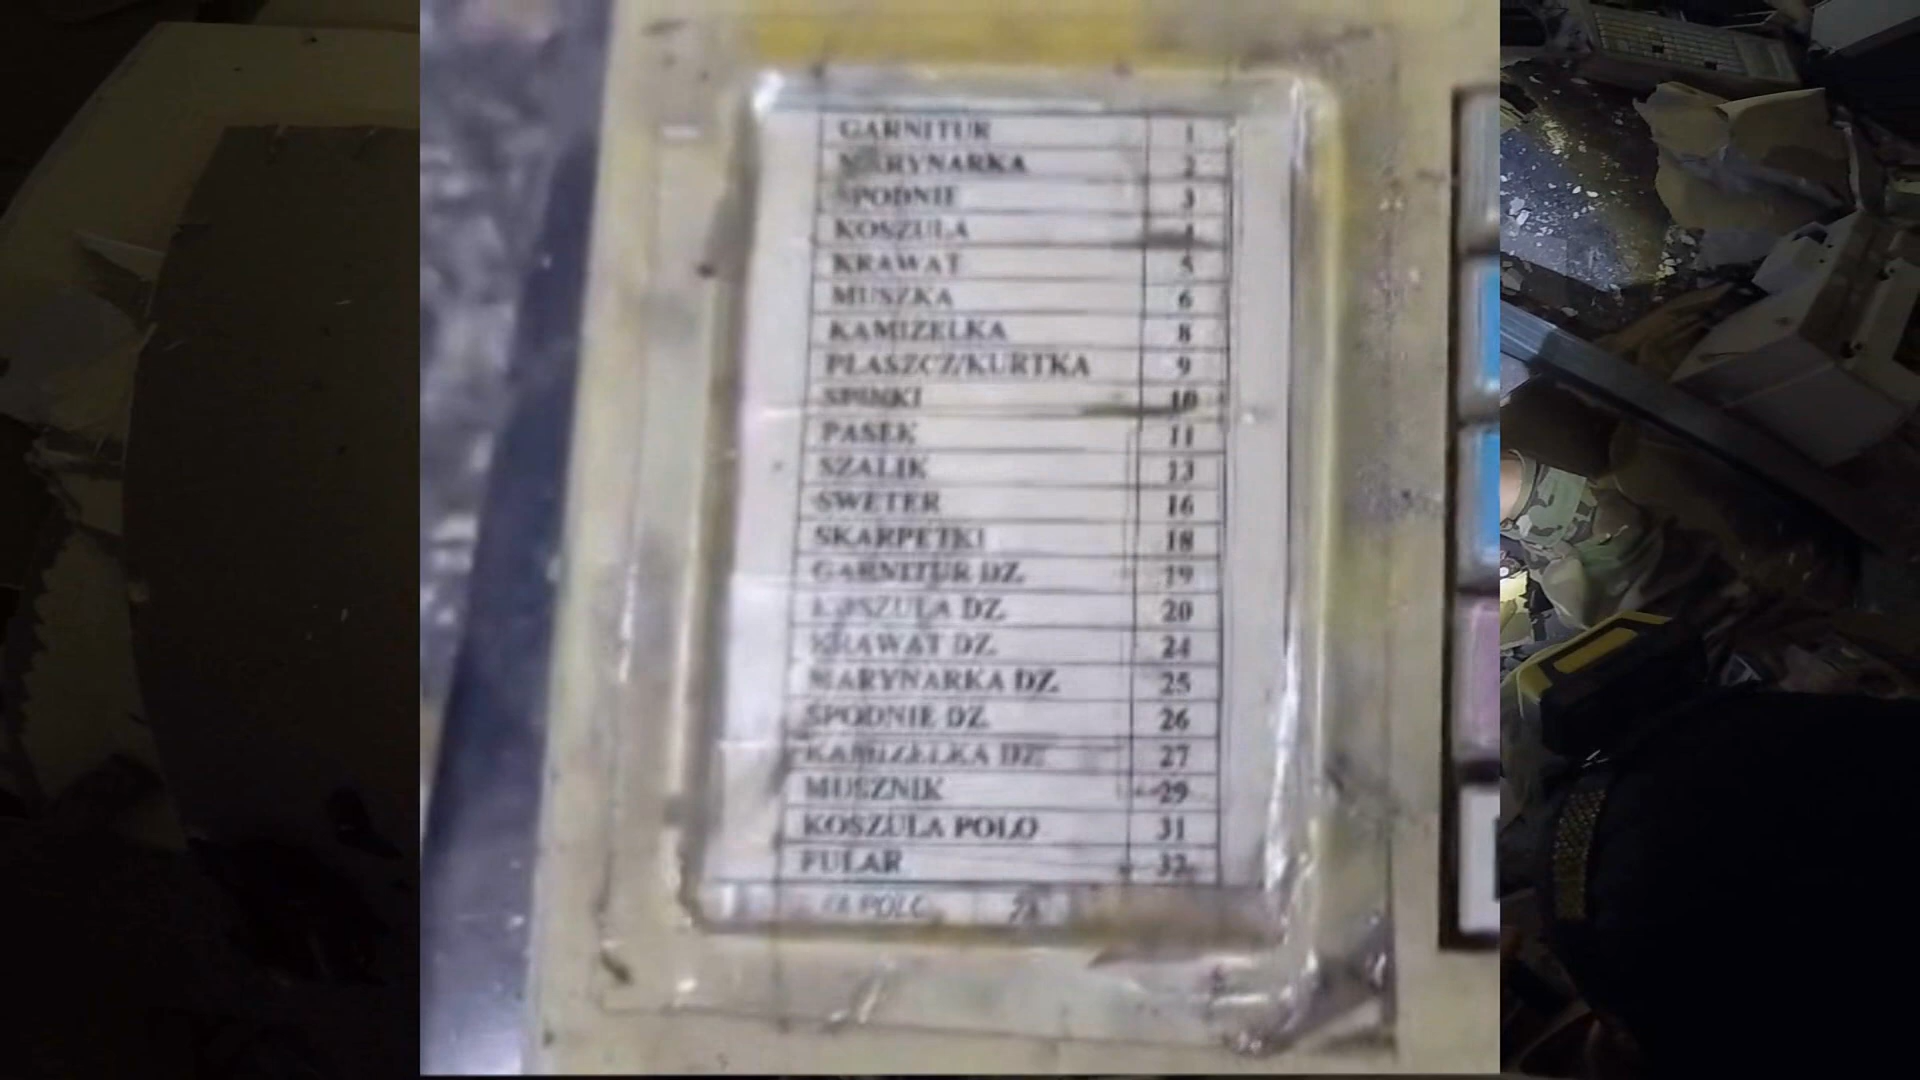 GARNITUR 1
MARYNARKA 2
SPODNIE 3
KOSZULA 4
KRAWAT 5
MUSZKA 6
KAMIZELKA 8
PŁASZCZ/KURTKA 9
SPINKI 10
PASEK 11
SZALIK 13
SWETER 16
SKARPETKI 18
GARNITUR DZ. 19
KOSZULA DZ. 20
KRAWAT DZ. 24
MARYNARKA DZ. 25
SPODNIE DZ. 26
KAMIZELKA DZ. 27
MUSZNIK 29
KOSZULA POLO 31
FULAR 32